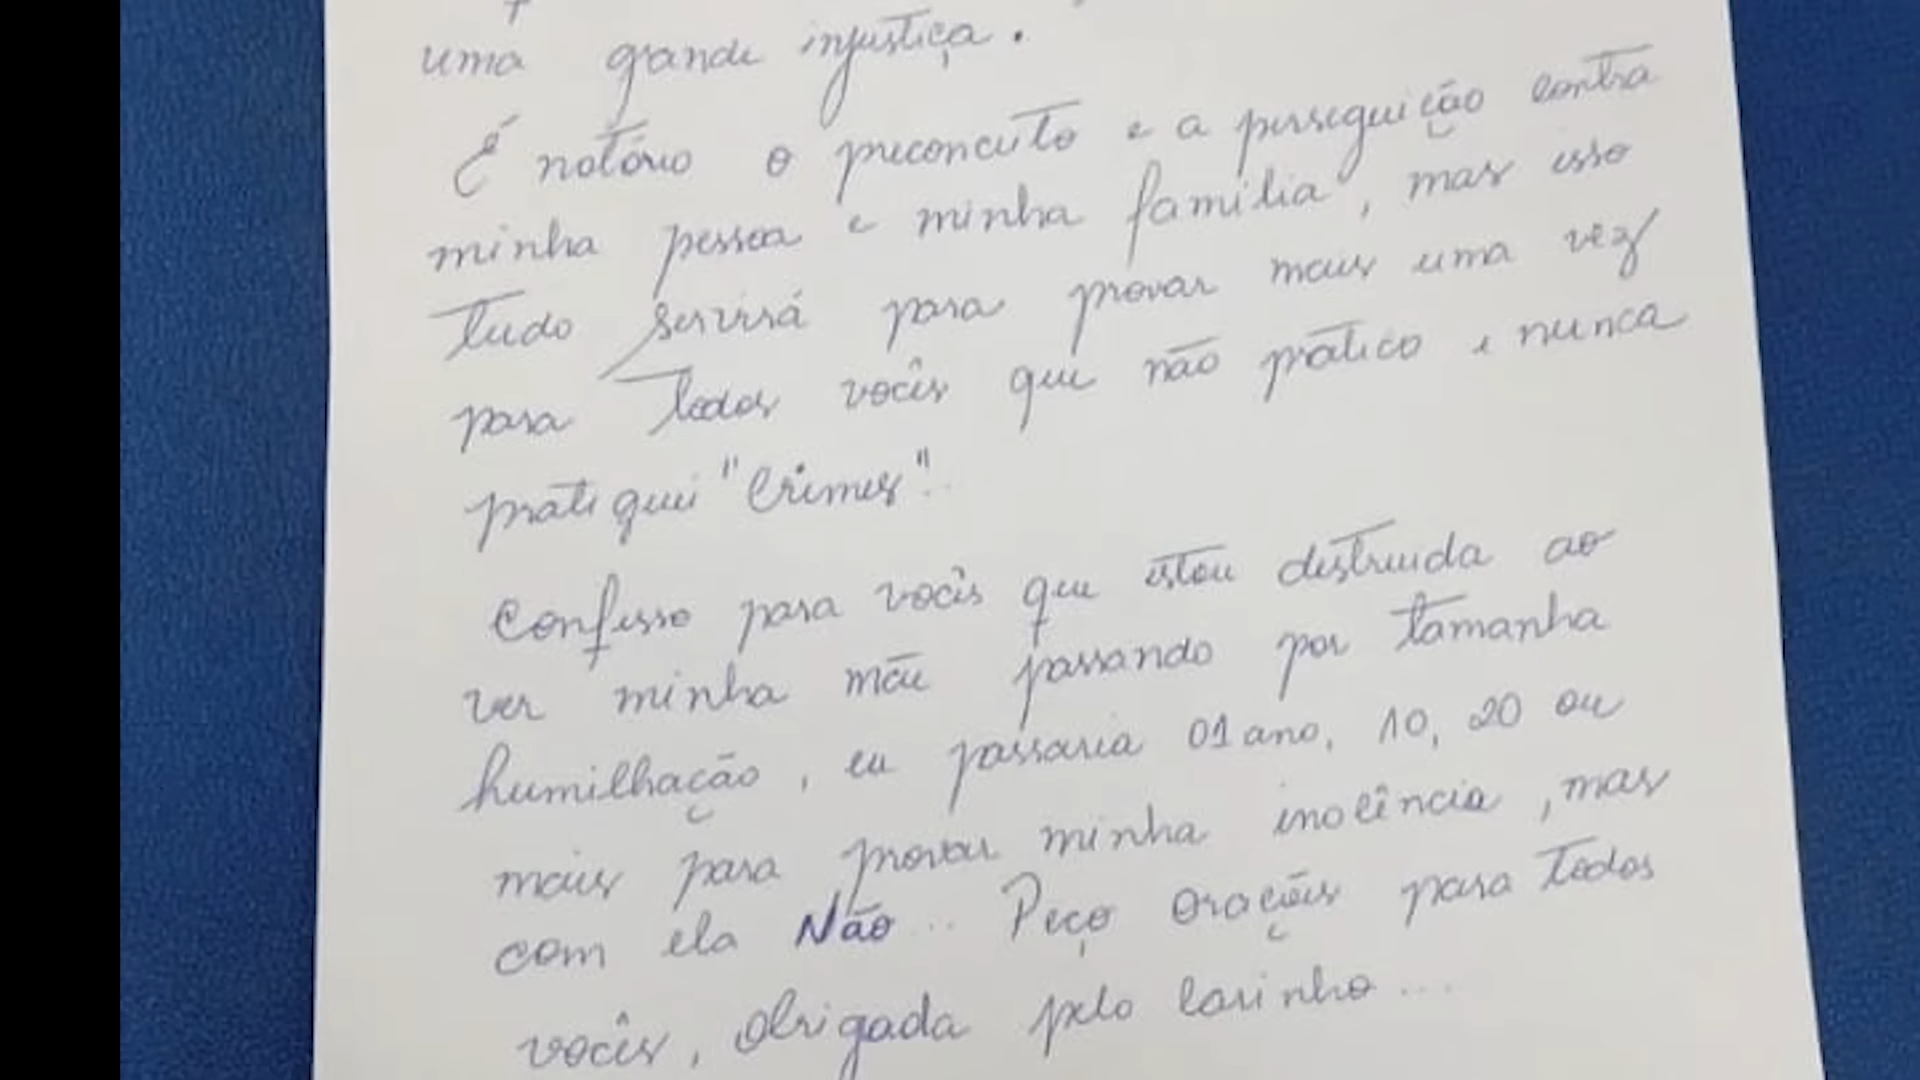 uma grande injustiça.
É notório o preconceito e a perseguição contra
minha pessoa e minha família, mas isso
tudo servirá para provar mais uma vez
para todos vocês que não pratico e nunca
pratiquei "Crimes".
Confesso para vocês que estou destruida ao
ver minha mãe passando por tamanha
humilhação, eu passaria 01 ano, 10, 20 ou
mais para provar minha inocência, mas
com ela Não... Peço orações para todos
vocês, obrigada pelo carinho...